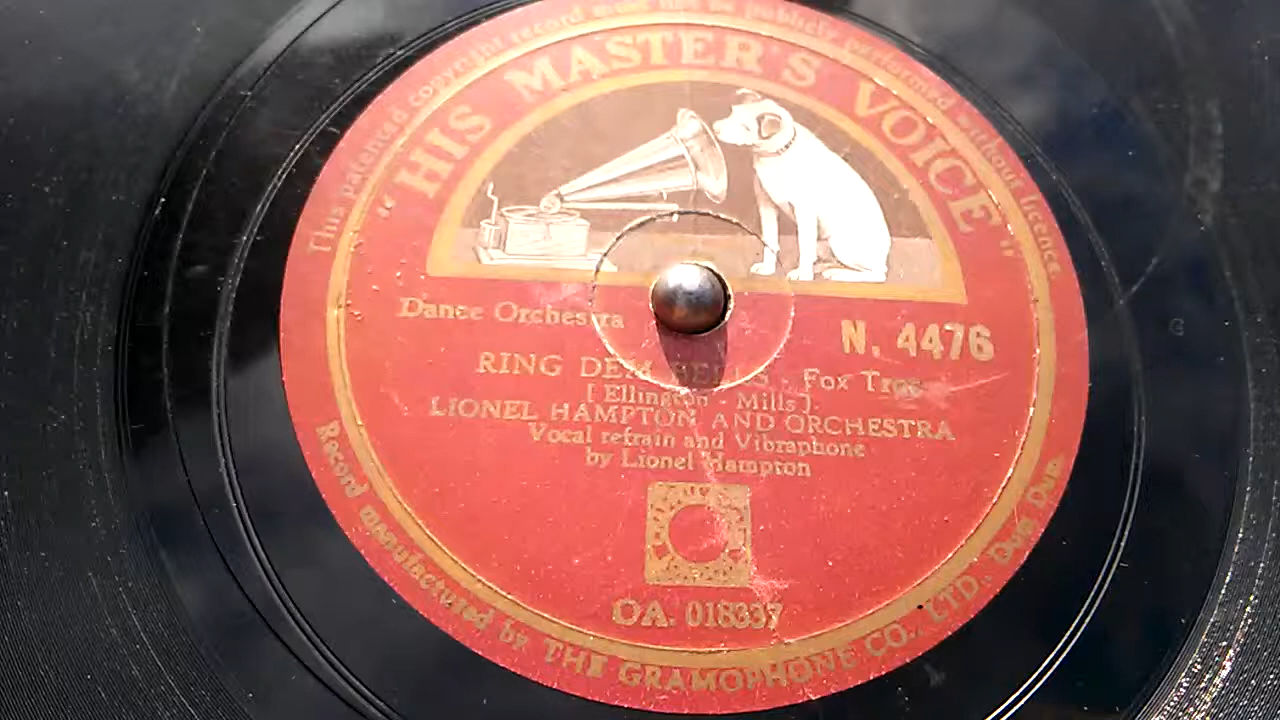 This patented copyright record must not be publicly performed without licence.
"HIS MASTER'S VOICE"
Dance Orchestra
N. 4476
RING DEM BELLS - Fox Trot
[ Ellington - Mills ].
LIONEL HAMPTON AND ORCHESTRA
Vocal refrain and Vibraphone
by Lionel Hampton
OA. 018337
Record manufactured by THE GRAMOPHONE CO., LTD., Dum Dum